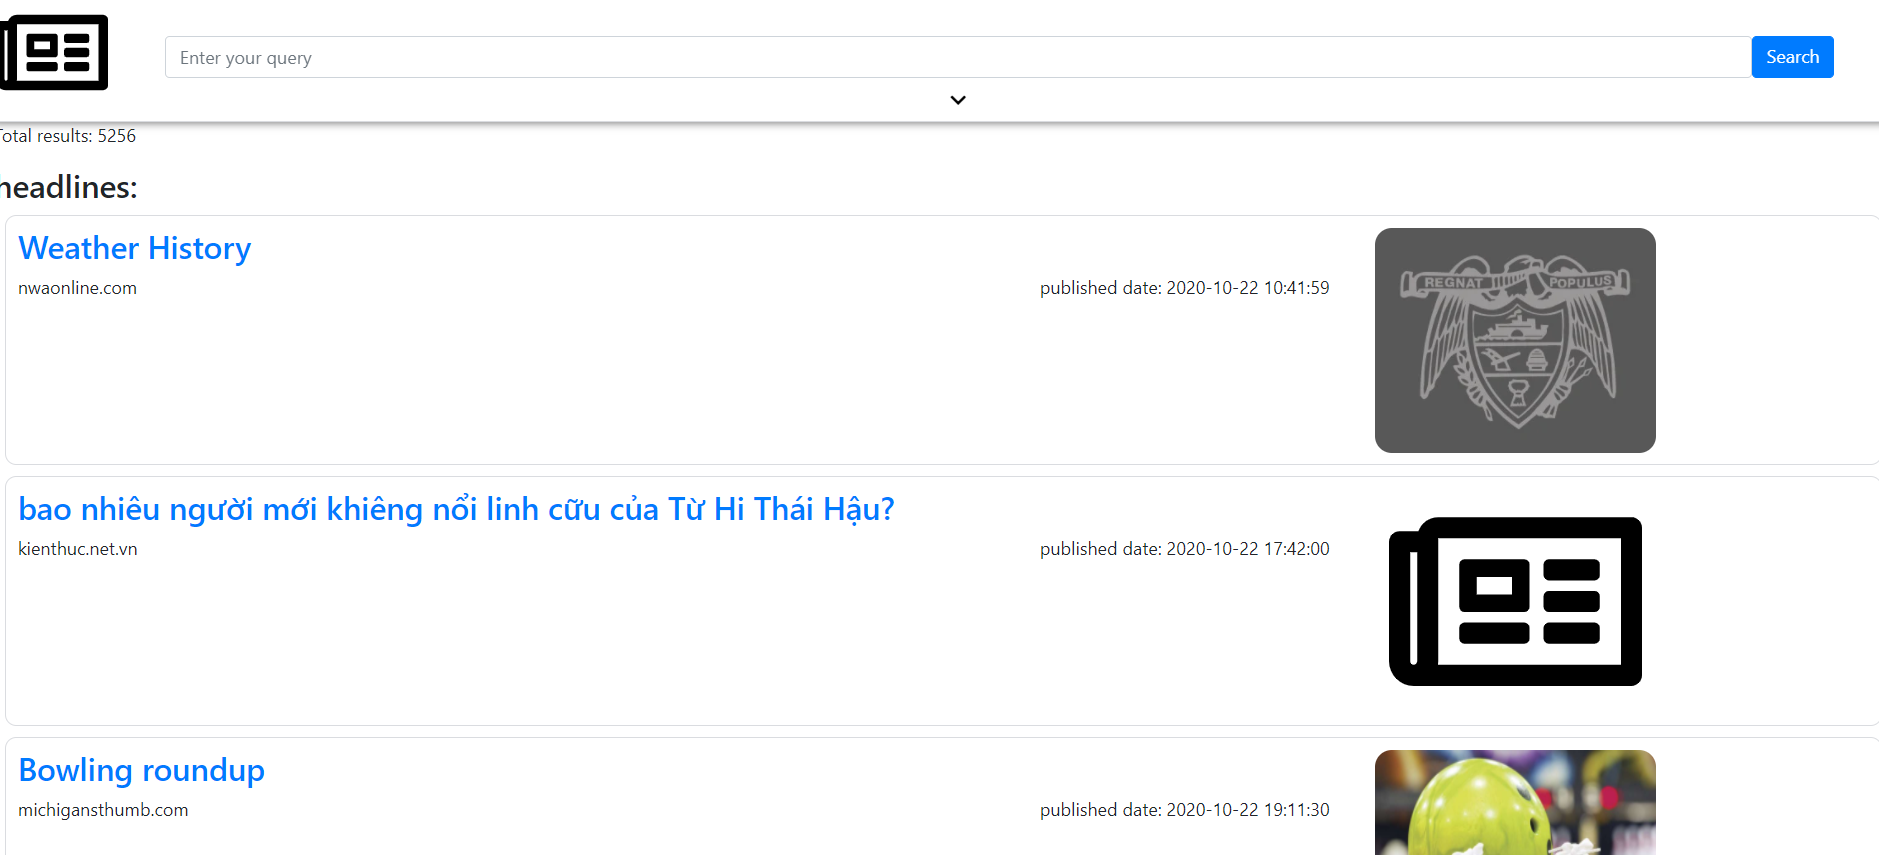 Enter your query
Search
Total results: 5256
headlines:
Weather History
nwaonline.com
published date: 2020-10-22 10:41:59
REGNAT POPULUS
bao nhiêu người mới khiêng nổi linh cữu của Từ Hi Thái Hậu?
kienthuc.net.vn
published date: 2020-10-22 17:42:00
Bowling roundup
michigansthumb.com
published date: 2020-10-22 19:11:30